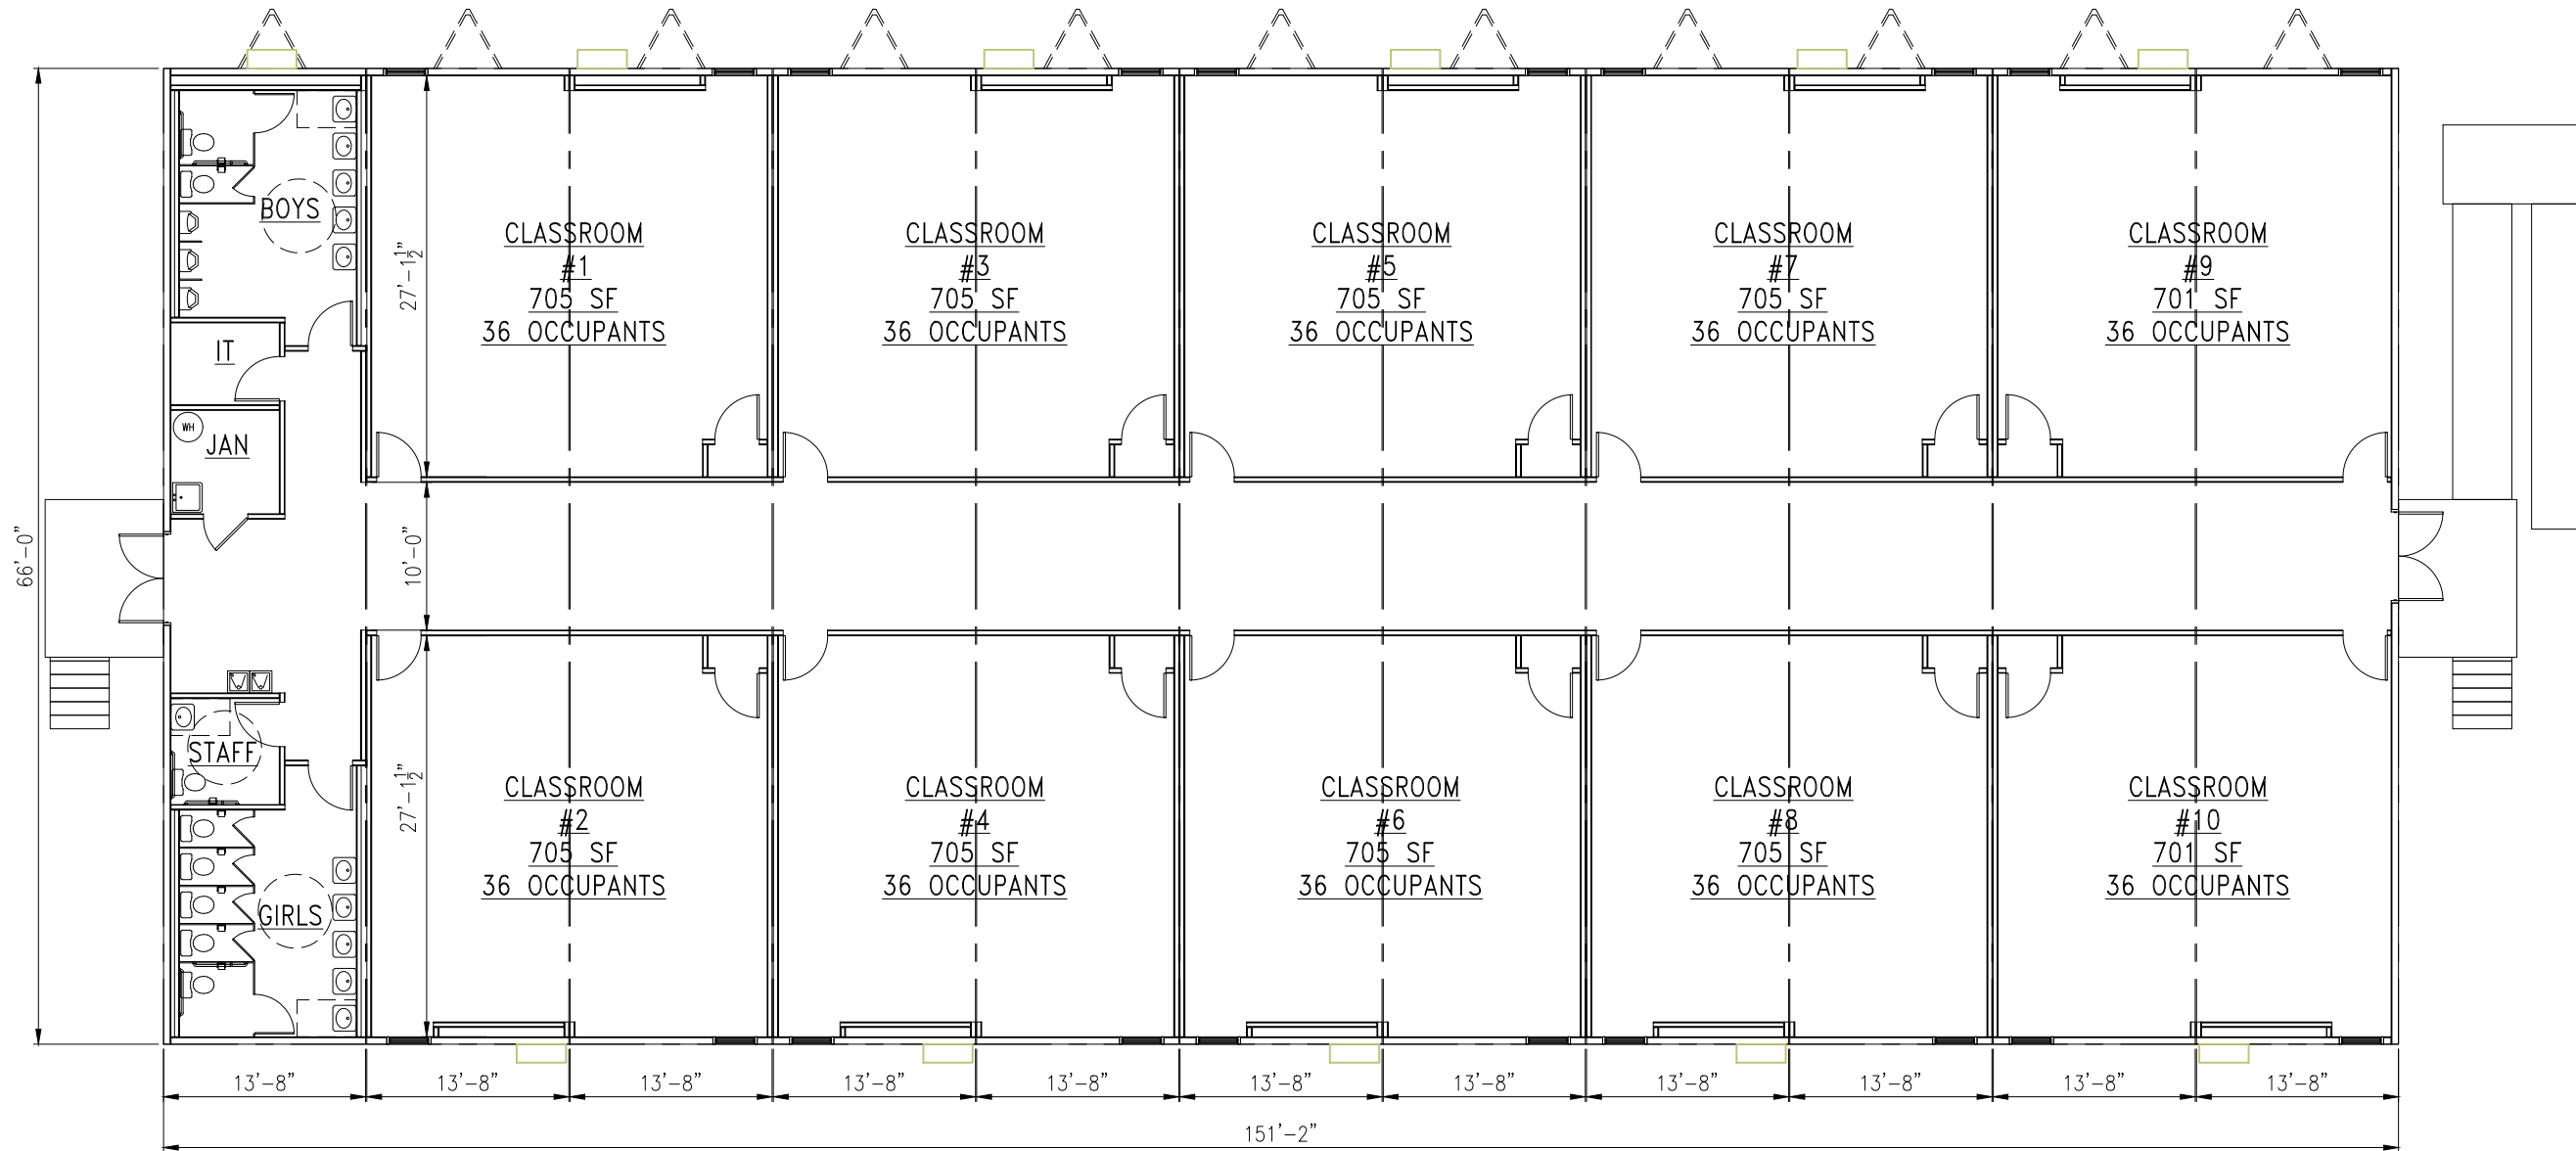 BOYS
IT
WH
JAN
STAFF
GIRLS
CLASSROOM
#1
705 SF
36 OCCUPANTS
CLASSROOM
#3
705 SF
36 OCCUPANTS
CLASSROOM
#5
705 SF
36 OCCUPANTS
CLASSROOM
#7
705 SF
36 OCCUPANTS
CLASSROOM
#9
701 SF
36 OCCUPANTS
27'-1½"
66'-0"
10'-0"
27'-1½"
CLASSROOM
#2
705 SF
36 OCCUPANTS
CLASSROOM
#4
705 SF
36 OCCUPANTS
CLASSROOM
#6
705 SF
36 OCCUPANTS
CLASSROOM
#8
705 SF
36 OCCUPANTS
CLASSROOM
#10
701 SF
36 OCCUPANTS
13'-8" 13'-8" 13'-8" 13'-8" 13'-8" 13'-8" 13'-8" 13'-8" 13'-8" 13'-8" 13'-8"
151'-2"